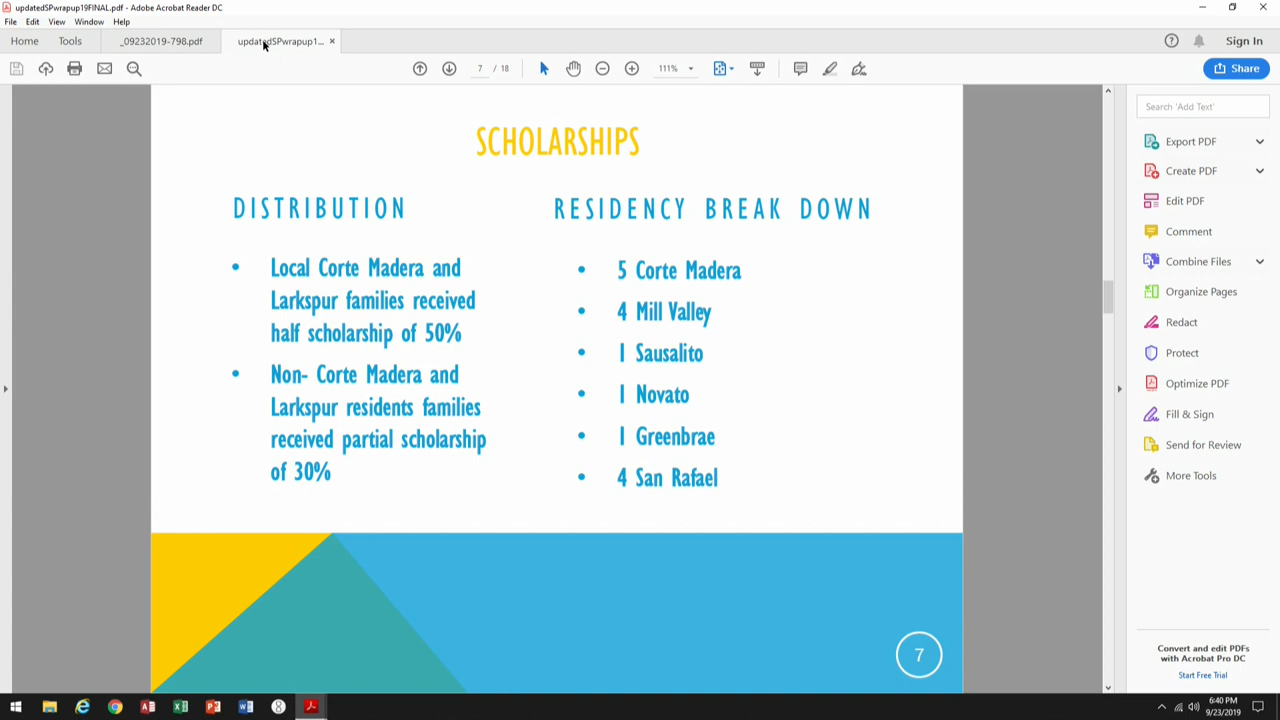 updatedSPwrapup19FINAL.pdf - Adobe Acrobat Reader DC
File Edit View Window Help
Home Tools _09232019-798.pdf updatedSPwrapup1... ×
Sign In
7 / 18 111%
Share
SCHOLARSHIPS
DISTRIBUTION
• Local Corte Madera and
Larkspur families received
half scholarship of 50%
• Non- Corte Madera and
Larkspur residents families
received partial scholarship
of 30%
RESIDENCY BREAK DOWN
• 5 Corte Madera
• 4 Mill Valley
• 1 Sausalito
• 1 Novato
• 1 Greenbrae
• 4 San Rafael
7
Search 'Add Text'
Export PDF
Create PDF
Edit PDF
Comment
Combine Files
Organize Pages
Redact
Protect
Optimize PDF
Fill & Sign
Send for Review
More Tools
Convert and edit PDFs
with Acrobat Pro DC
Start Free Trial
6:40 PM
9/23/2019